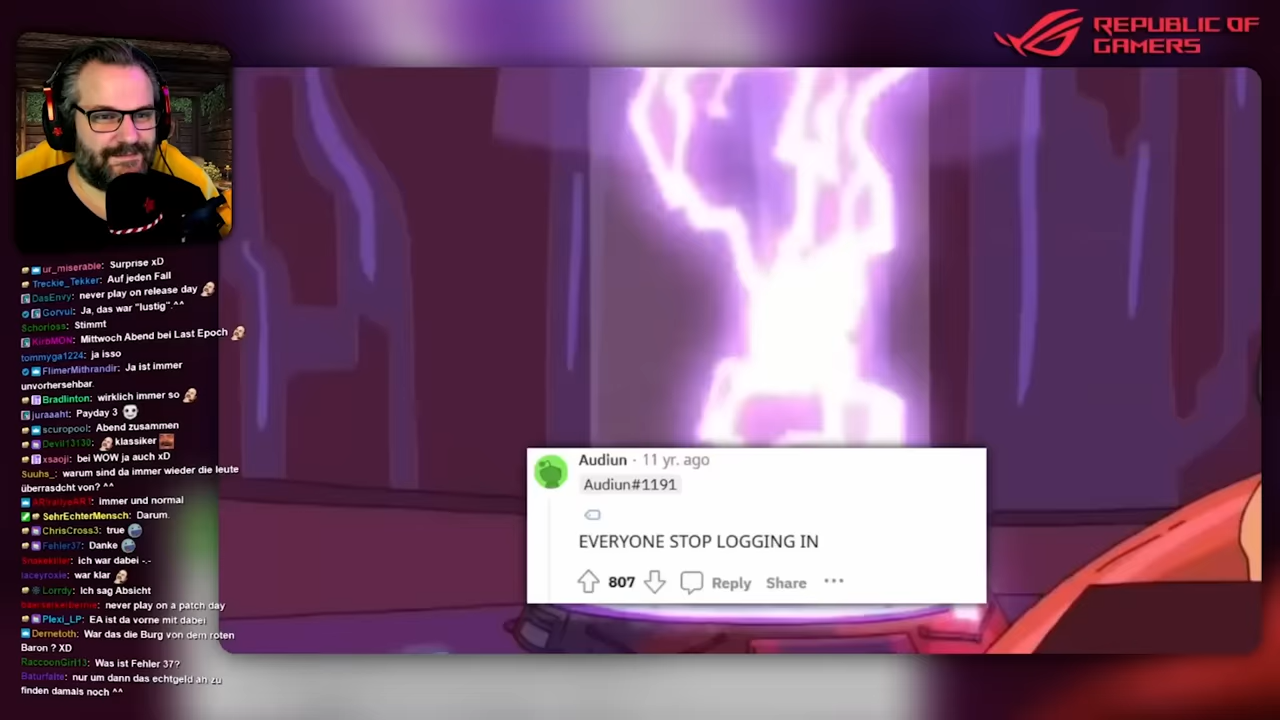 REPUBLIC OF
GAMERS
ur_miserable: Surprise xD
Treckie_Tekker: Auf jeden Fall
DasEnvy: never play on release day
Gorvul: Ja, das war "lustig".^^
Schorloss: Stimmt
KirbMON: Mittwoch Abend bei Last Epoch
tommyga1224: ja isso
FlimerMithrandir: Ja ist immer
unvorhersehbar.
Bradlinton: wirklich immer so
juraaaht: Payday 3
scuropool: Abend zusammen
Devil13130: klassiker
xsaoji: bei WOW ja auch xD
Suuhs_: warum sind da immer wieder die leute
überrasdcht von? ^^
immer und normal
SehrEchterMensch: Darum.
ChrisCross3: true
Fehler37: Danke
ich war dabei -.-
laceyroxie: war klar
Lorrdy: Ich sag Absicht
never play on a patch day
Plexi_LP: EA ist da vorne mit dabei
Dernetoth: War das die Burg von dem roten
Baron ? XD
RaccoonGirl13: Was ist Fehler 37?
Baturfalte: nur um dann das echtgeld an zu
finden damals noch ^^
Audiun · 11 yr. ago
Audiun#1191
EVERYONE STOP LOGGING IN
807 Reply Share ···